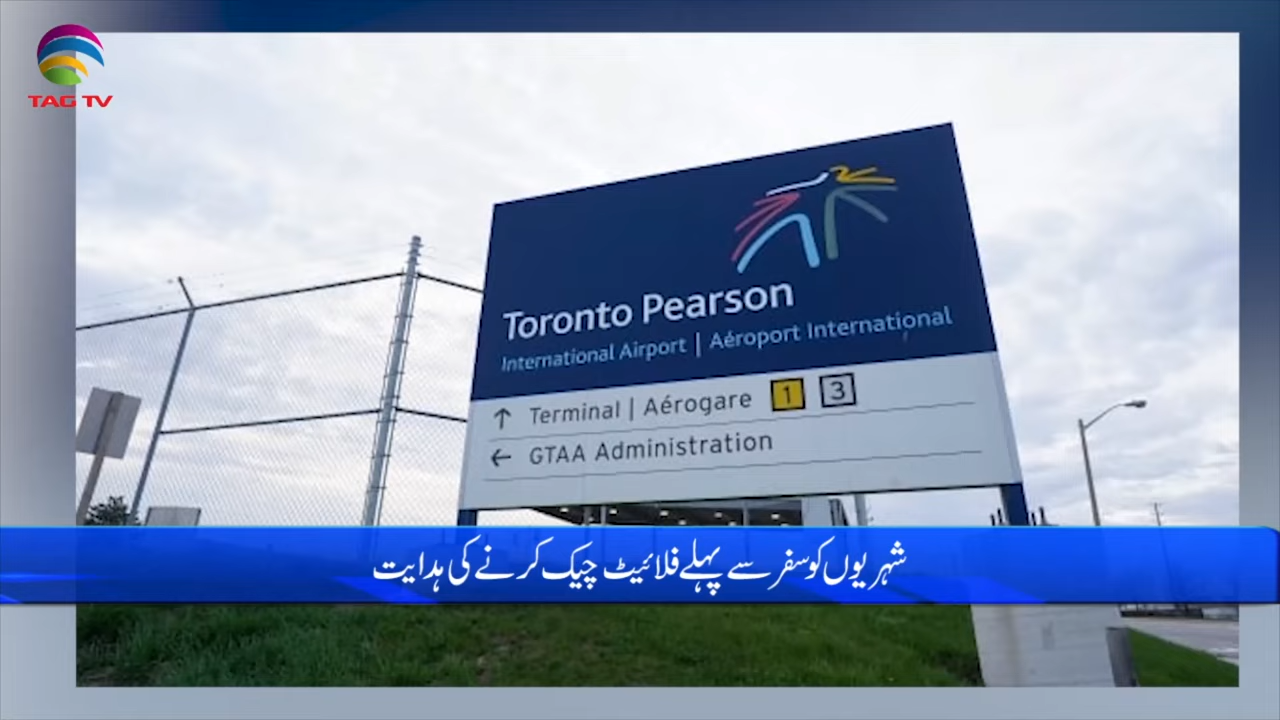 TAG TV
Toronto Pearson
International Airport | Aéroport International
↑ Terminal | Aérogare 1 3
← GTAA Administration
شہریوں کو سفر سے پہلے فلائیٹ چیک کرنے کی ہدایت